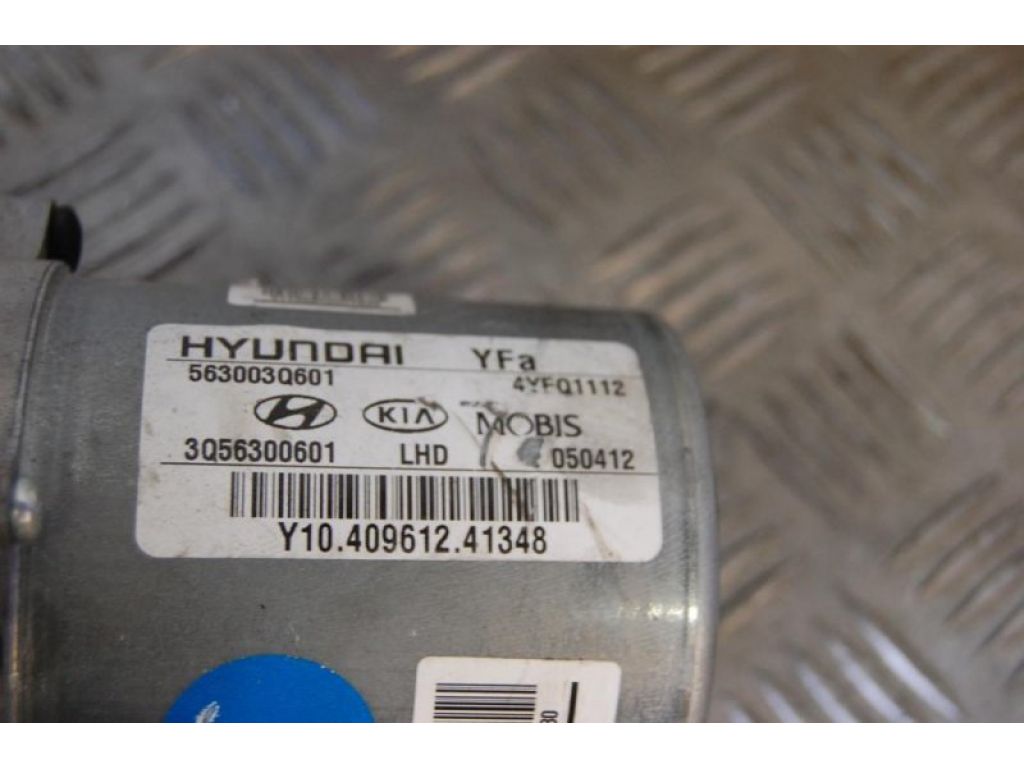 HYUNDAI YFa
563003Q601 4YFQ1112
KIA MOBIS
3Q56300601 LHD 050412
Y10.409612.41348